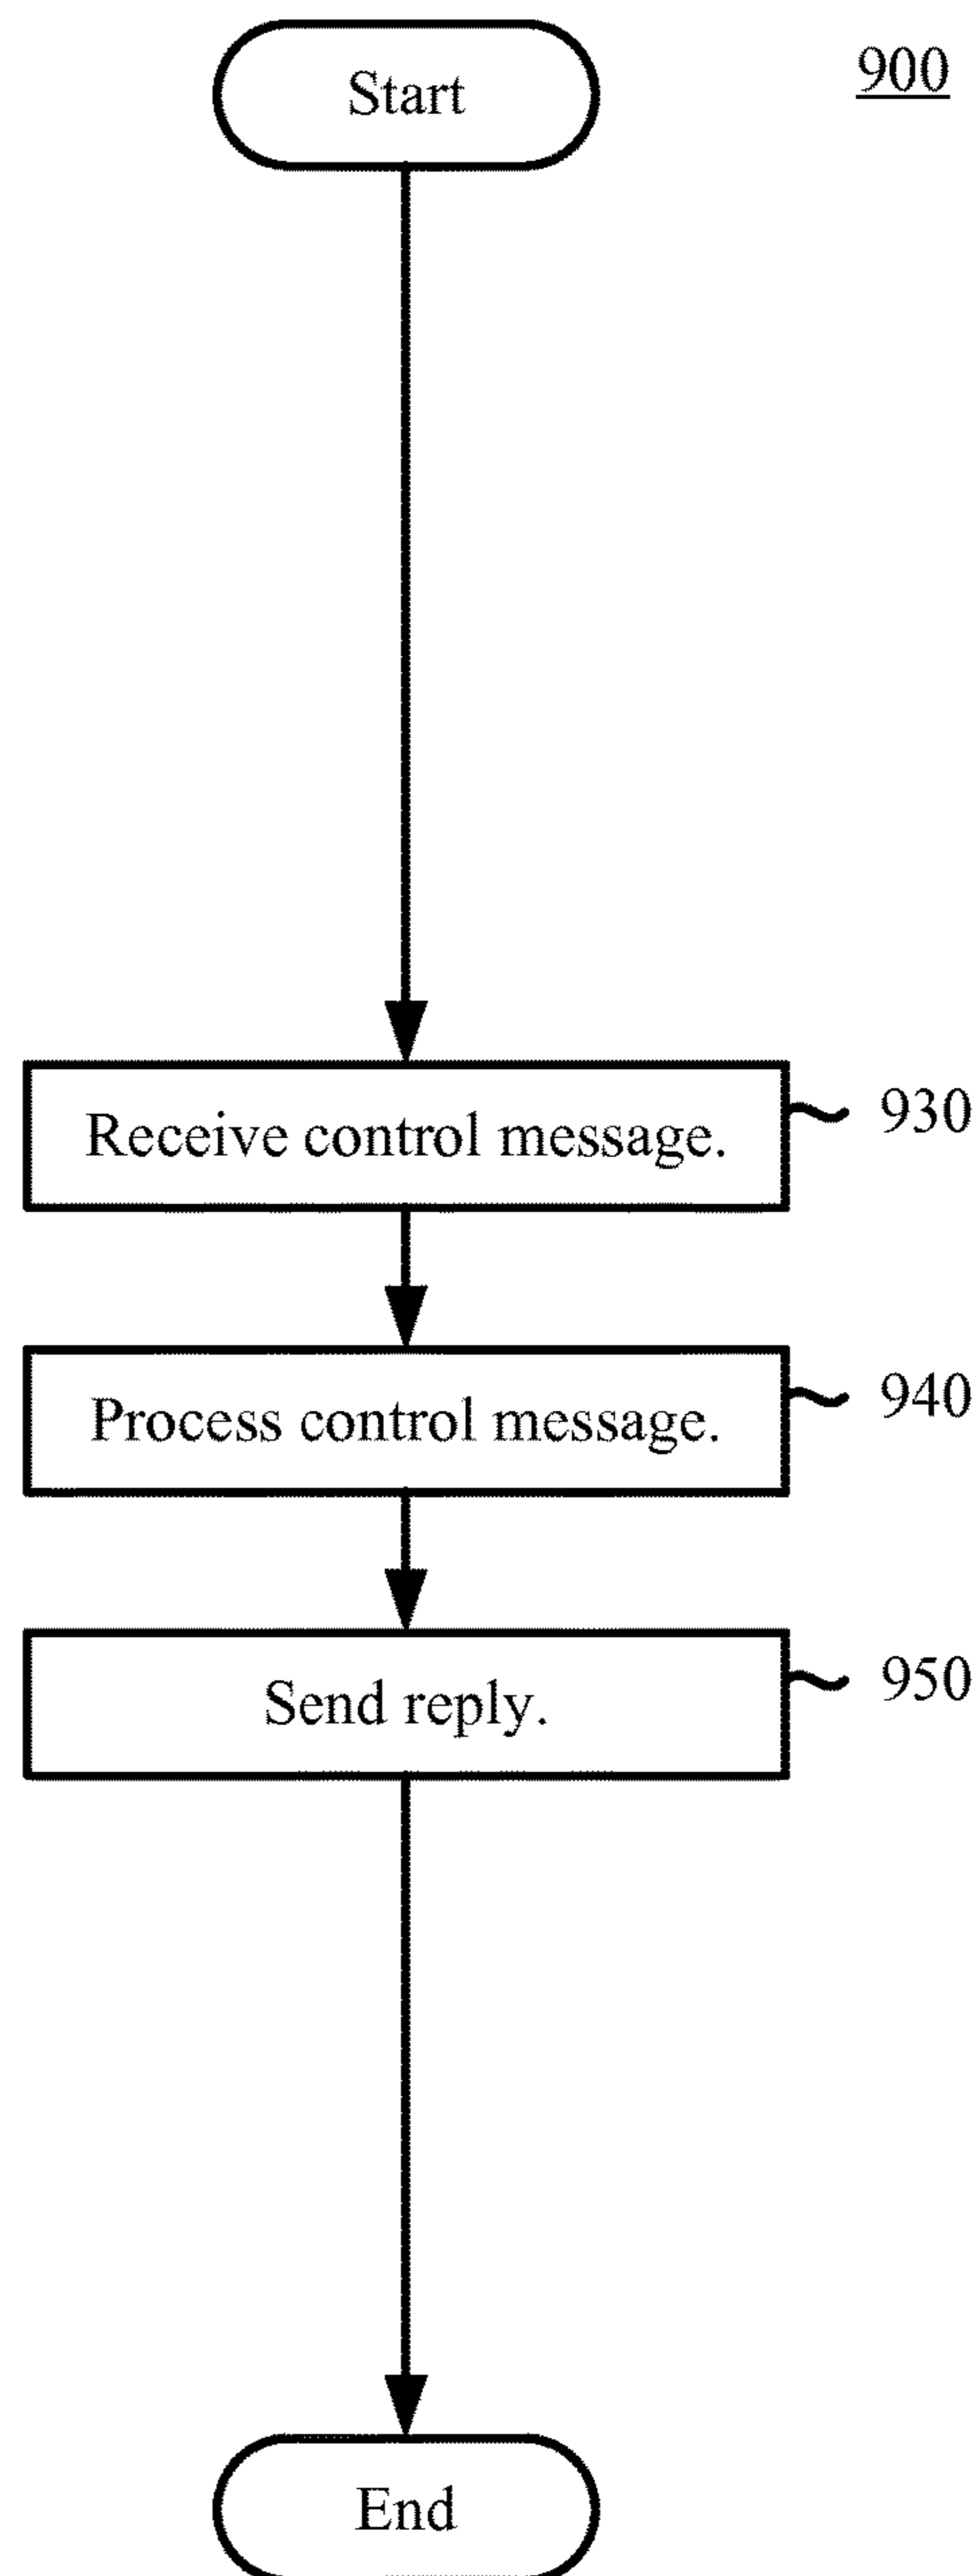 Start
900
Receive control message.
930
Process control message.
940
Send reply.
950
End